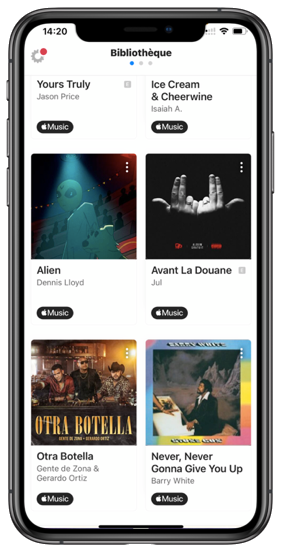 14:20
Bibliothèque
Yours Truly
E
Jason Price
Ice Cream
& Cheerwine
Isaiah A.
Music
Music
Alien
Dennis Lloyd
Avant La Douane
E
Jul
Music
Music
OTRA BOTELLA
GENTE DE ZONA • GERARDO ORTIZ
BARRY WHITE
Otra Botella
Gente de Zona &
Gerardo Ortiz
Never, Never
Gonna Give You Up
Barry White
Music
Music